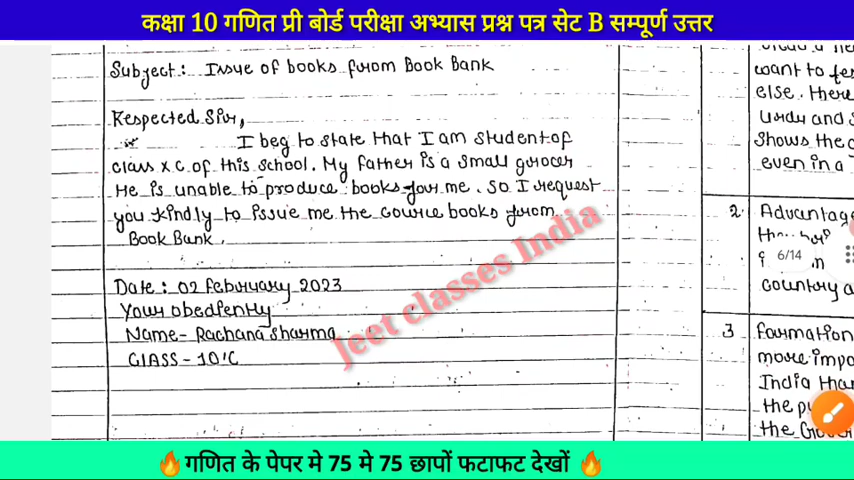 कक्षा 10 गणित प्री बोर्ड परीक्षा अभ्यास प्रश्न पत्र सेट B सम्पूर्ण उत्तर
Subject: Issue of books from Book Bank
Respected Sir,
I beg to state that I am student of
class X C. of this school. My father is a small grocer
He is unable to produce books for me. So I request
you kindly to issue me the course books from
Book Bank.
Date: 02 February 2023
Your obediently
Name- Rachana Sharma
CLASS - 10'C
want to
else. There
Urdu and
Shows the
even in a
2. Advantage
6/14
country a
3 Formation
more impo
India than
the
the
Jeet classes India
🔥गणित के पेपर मे 75 मे 75 छापों फटाफट देखों 🔥